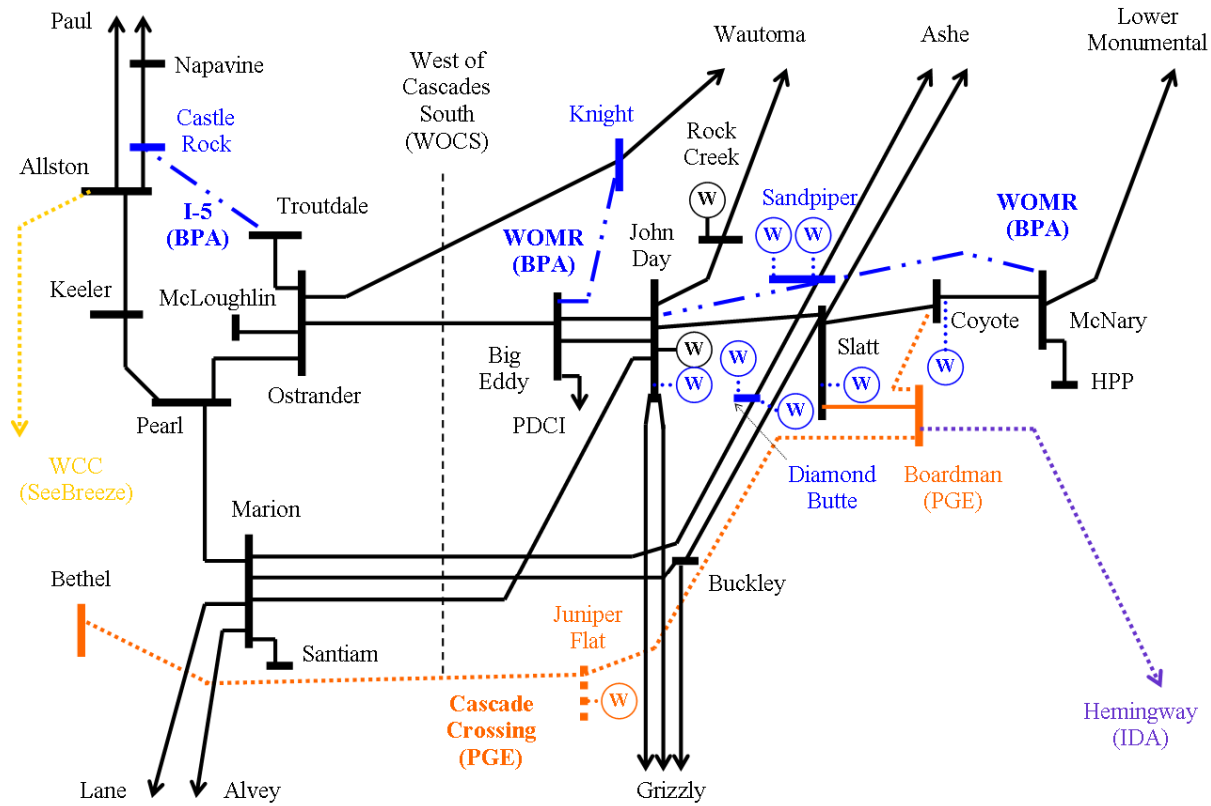 Paul
Napavine
Castle
Rock
Allston
I-5
(BPA)
Troutdale
Keeler
McLoughlin
Ostrander
Pearl
WCC
(SeeBreeze)
West of
Cascades
South
(WOCS)
Wautoma
Ashe
Lower
Monumental
Knight
Rock
Creek
W
Sandpiper
W
W
WOMR
(BPA)
WOMR
(BPA)
John
Day
Big
Eddy
PDCI
W
W
W
W
Slatt
W
Coyote
W
McNary
HPP
Diamond
Butte
Boardman
(PGE)
Marion
Bethel
Santiam
Buckley
Juniper
Flat
W
Cascade
Crossing
(PGE)
Hemingway
(IDA)
Lane
Alvey
Grizzly